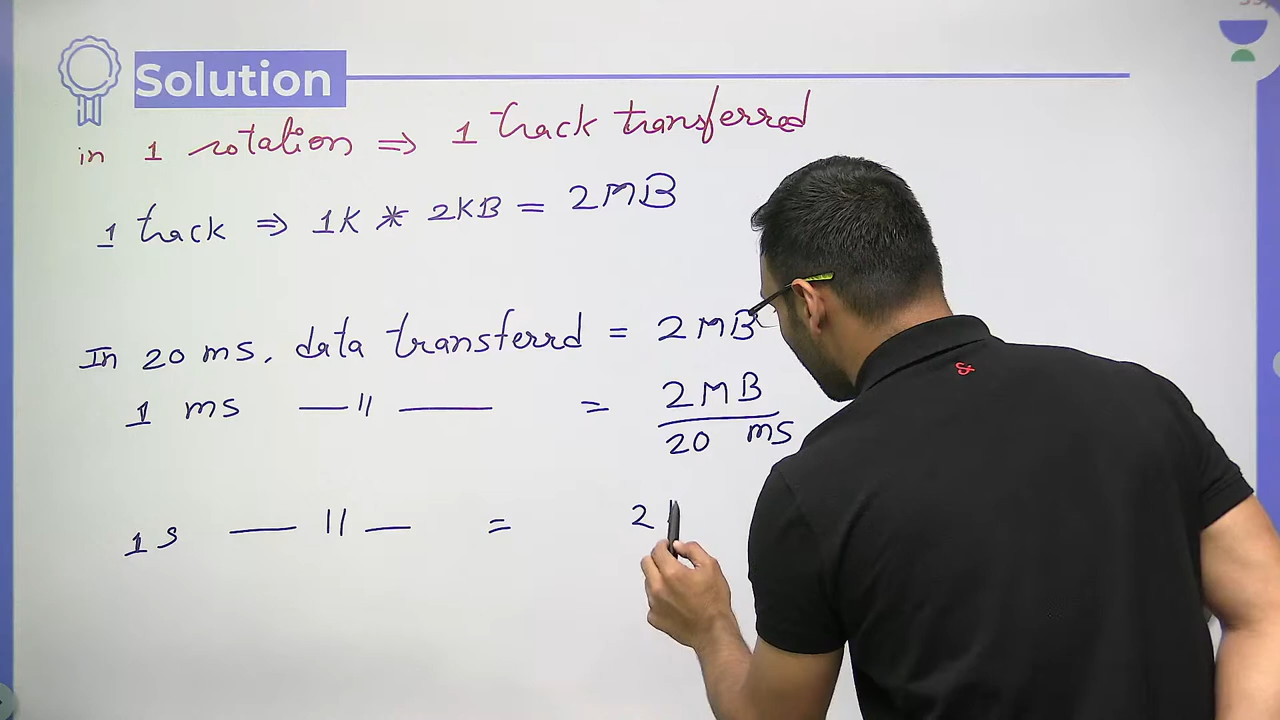 Solution
in 1 rotation ⇒ 1 track transferred
1 track ⇒ 1K * 2KB = 2MB
In 20 ms, data transferrd = 2MB
1 ms —〃— = 2MB / 20 ms
1s —〃— = 2